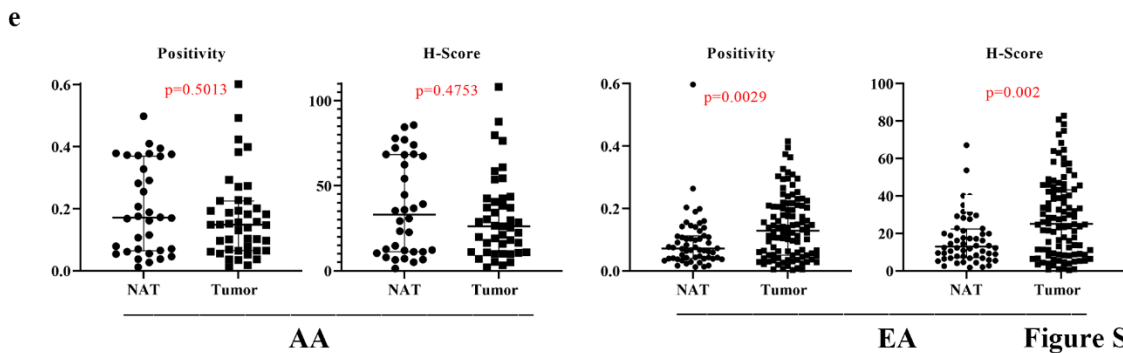 e
Positivity
H-Score
Positivity
H-Score
0.6
0.4
0.2
0.0
p=0.5013
NAT
Tumor
100
50
0
p=0.4753
NAT
Tumor
0.6
0.4
0.2
0.0
p=0.0029
NAT
Tumor
100
80
60
40
20
0
p=0.002
NAT
Tumor
AA
EA
Figure S